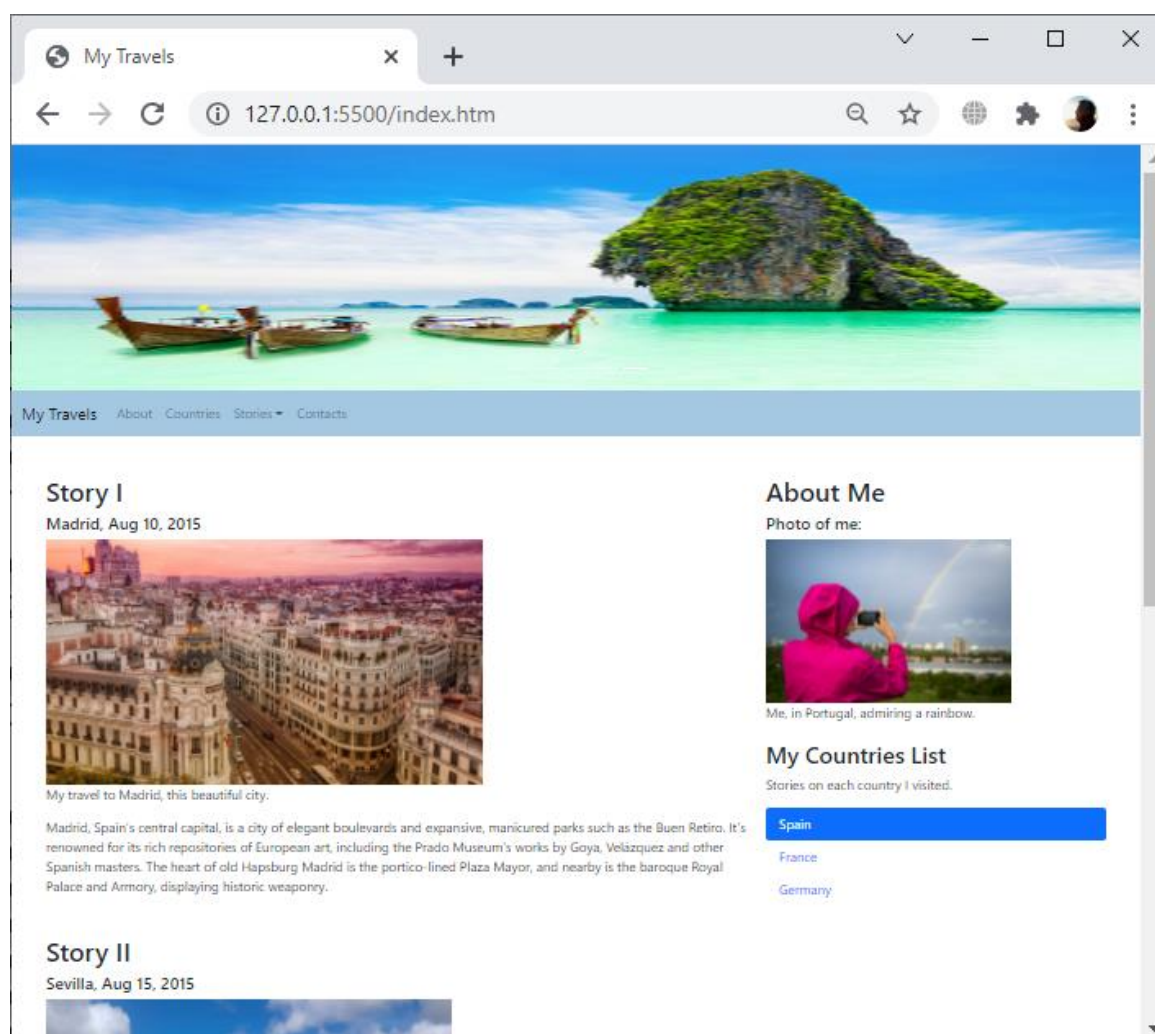 My Travels
127.0.0.1:5500/index.htm
My Travels About Countries Stories Contacts
Story I
Madrid, Aug 10, 2015
My travel to Madrid, this beautiful city.
Madrid, Spain's central capital, is a city of elegant boulevards and expansive, manicured parks such as the Buen Retiro. It's
renowned for its rich repositories of European art, including the Prado Museum's works by Goya, Velázquez and other
Spanish masters. The heart of old Hapsburg Madrid is the portico-lined Plaza Mayor, and nearby is the baroque Royal
Palace and Armory, displaying historic weaponry.
Story II
Sevilla, Aug 15, 2015
About Me
Photo of me:
Me, in Portugal, admiring a rainbow.
My Countries List
Stories on each country I visited.
Spain
France
Germany